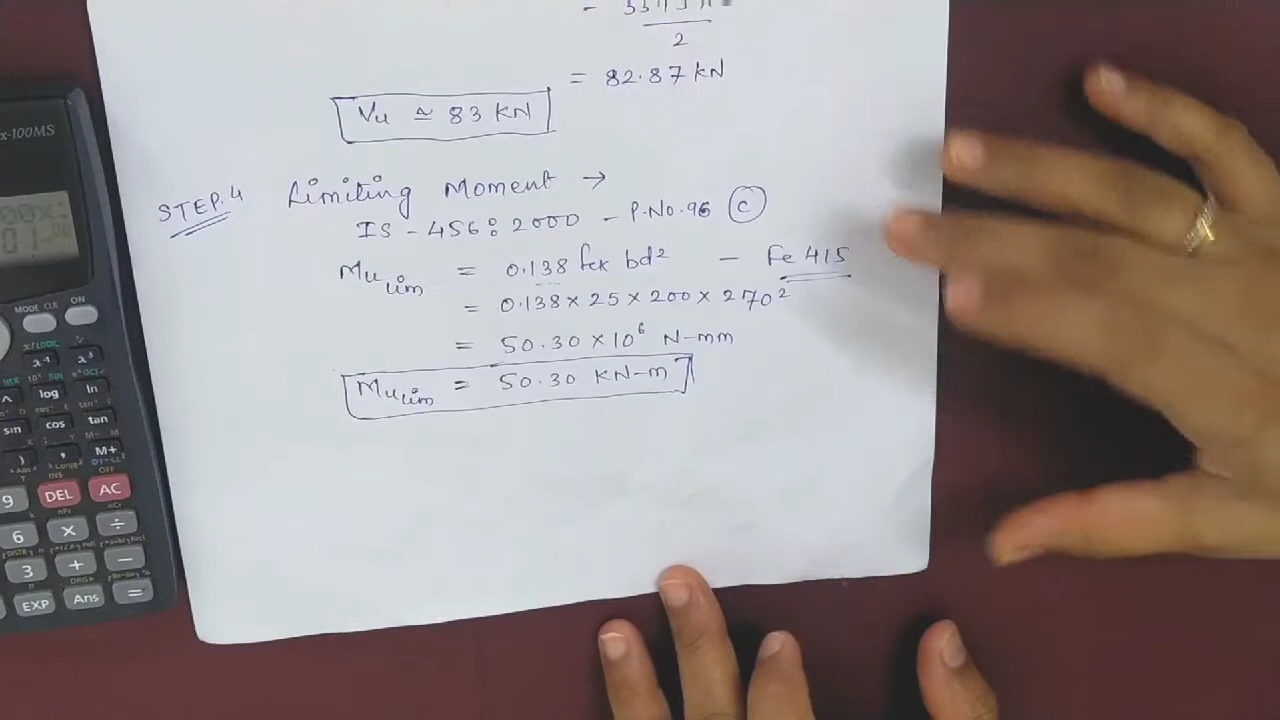 2
= 82.87 kN
Vu ≃ 83 KN
STEP.4 Limiting Moment →
IS - 456: 2000 - P.No.96 (C)
Mu lim = 0.138 fck bd² - Fe 415
= 0.138 × 25 × 200 × 270²
= 50.30 × 10⁶ N-mm
Mu lim = 50.30 KN-m
x-100MS
MODE CLR ON
log ln
sin cos tan
) , M+
OFF
9 DEL AC
6 × ÷
3 + −
EXP Ans =